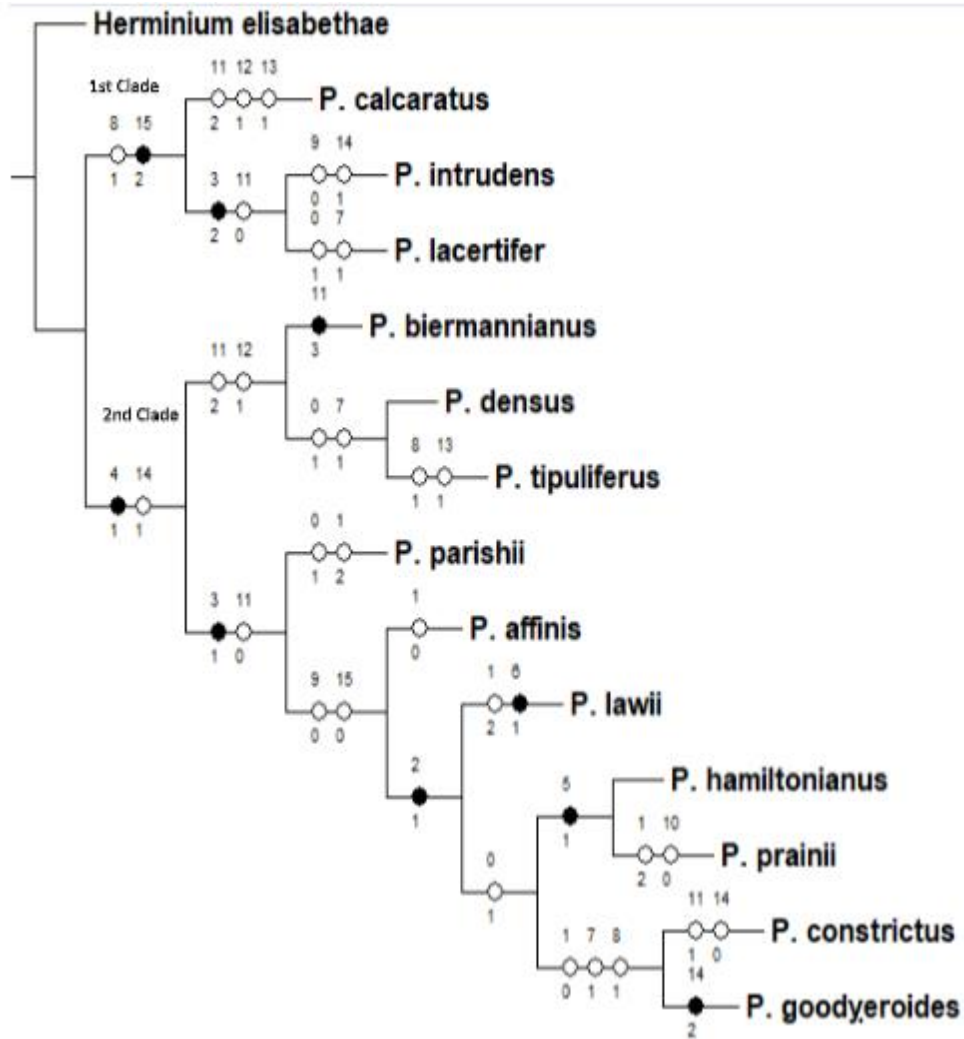 Herminium elisabethae
1st Clade
11 12 13
P. calcaratus
2 1 1
8 15
1 2
9 14
P. intrudens
0 1
3 11
2 0
0 7
P. lacertifer
1 1
11
P. biermannianus
3
11 12
2 1
2nd Clade
0 7
P. densus
1 1
8 13
P. tipuliferus
1 1
4 14
1 1
0 1
P. parishii
1 2
3 11
1 0
1
P. affinis
0
9 15
0 0
1 6
P. lawii
2 1
2
1
5
P. hamiltonianus
1
1 10
P. prainii
2 0
0
1
11 14
P. constrictus
1 0
1 7 8
0 1 1
14
P. goodyeroides
2